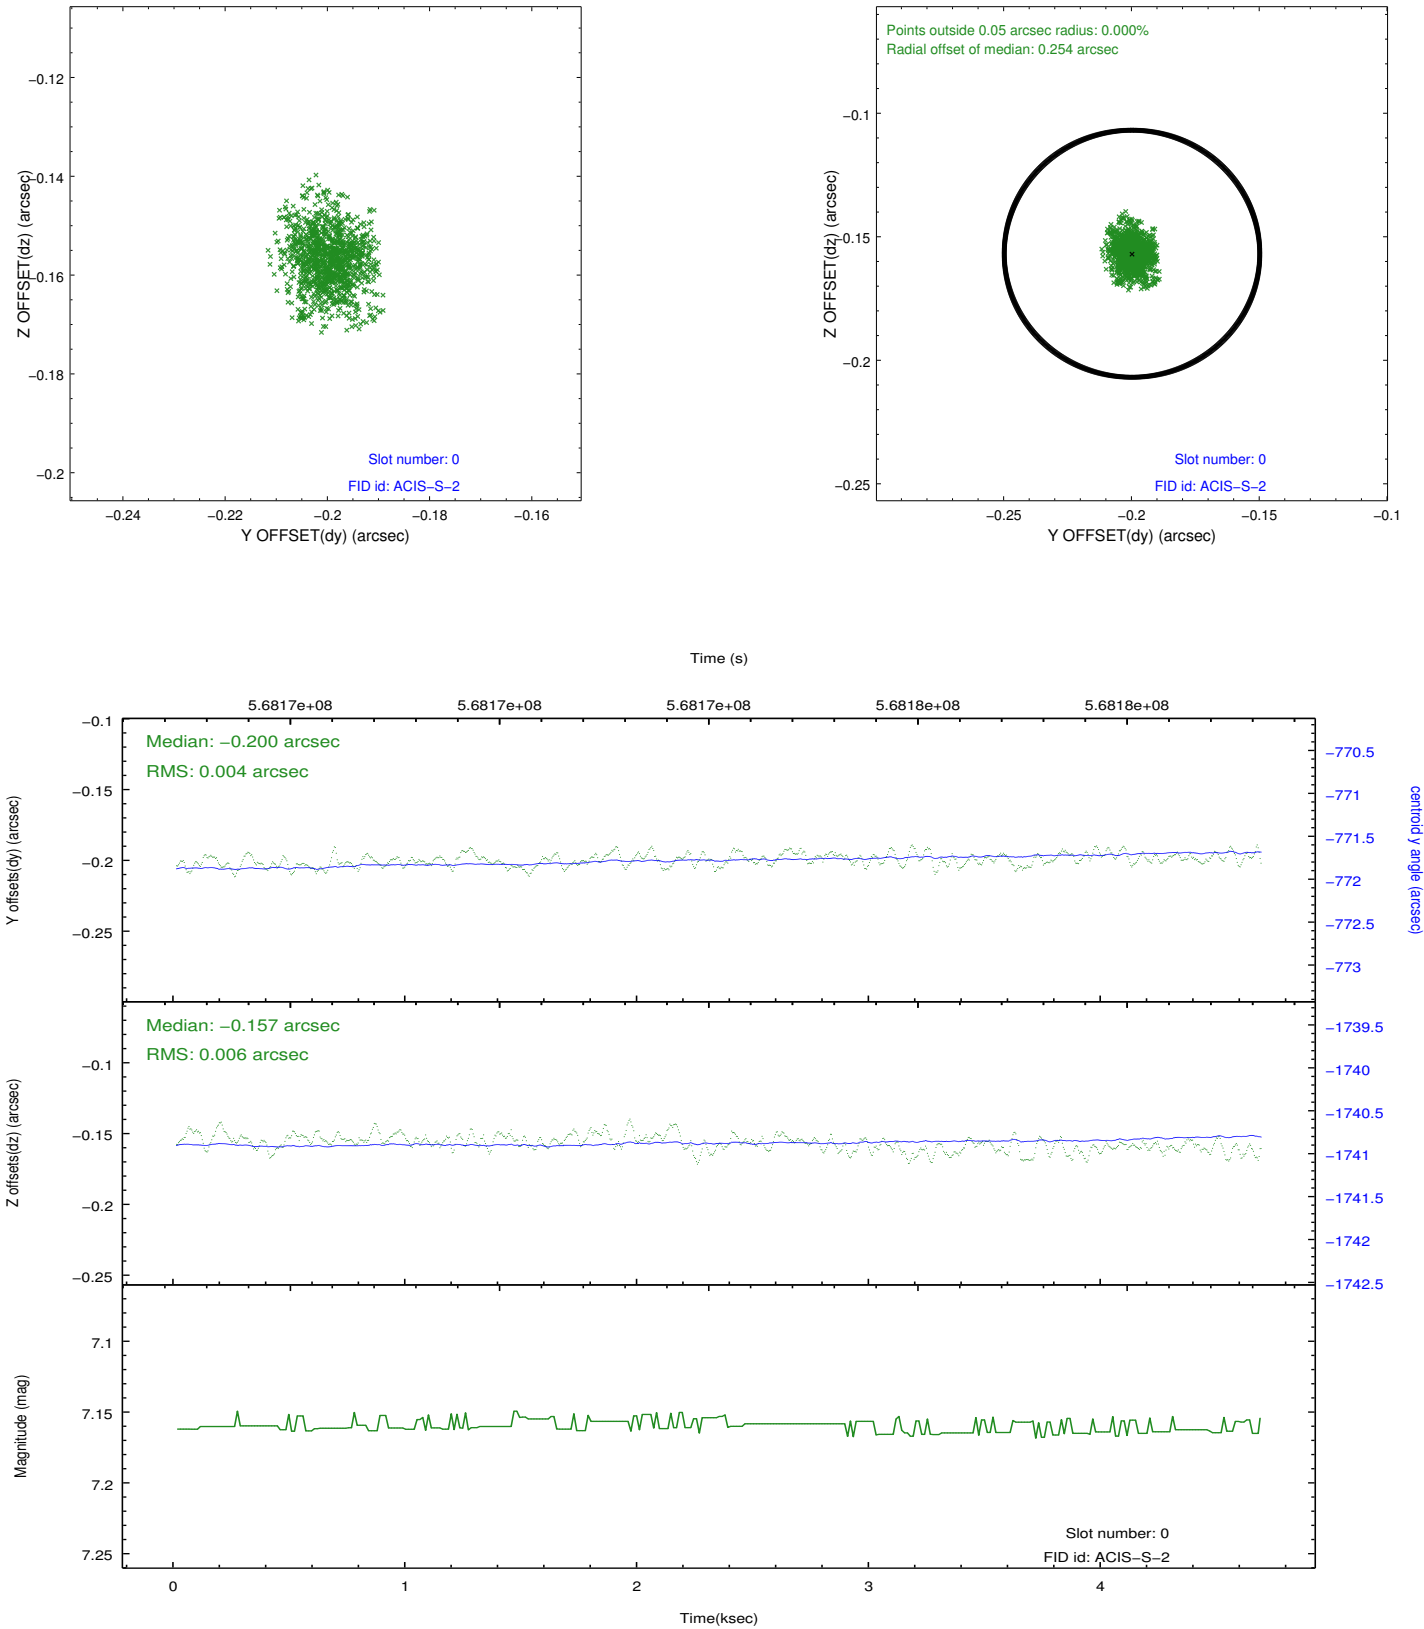 −0.12
−0.14
−0.16
−0.18
−0.2
Z OFFSET(dz) (arcsec)
Slot number: 0
FID id: ACIS−S−2
−0.24 −0.22 −0.2 −0.18 −0.16
Y OFFSET(dy) (arcsec)
Points outside 0.05 arcsec radius: 0.000%
Radial offset of median: 0.254 arcsec
−0.1
−0.15
−0.2
−0.25
Z OFFSET(dz) (arcsec)
Slot number: 0
FID id: ACIS−S−2
−0.25 −0.2 −0.15 −0.1
Y OFFSET(dy) (arcsec)
Time (s)
5.6817e+08 5.6817e+08 5.6817e+08 5.6818e+08 5.6818e+08
Median: −0.200 arcsec
RMS: 0.004 arcsec
−0.1
−0.15
−0.2
−0.25
Y offsets(dy) (arcsec)
−770.5
−771
−771.5
−772
−772.5
−773
centroid y angle (arcsec)
Median: −0.157 arcsec
RMS: 0.006 arcsec
−0.1
−0.15
−0.2
−0.25
Z offsets(dz) (arcsec)
−1739.5
−1740
−1740.5
−1741
−1741.5
−1742
−1742.5
7.1
7.15
7.2
7.25
Magnitude (mag)
Slot number: 0
FID id: ACIS−S−2
0 1 2 3 4
Time(ksec)